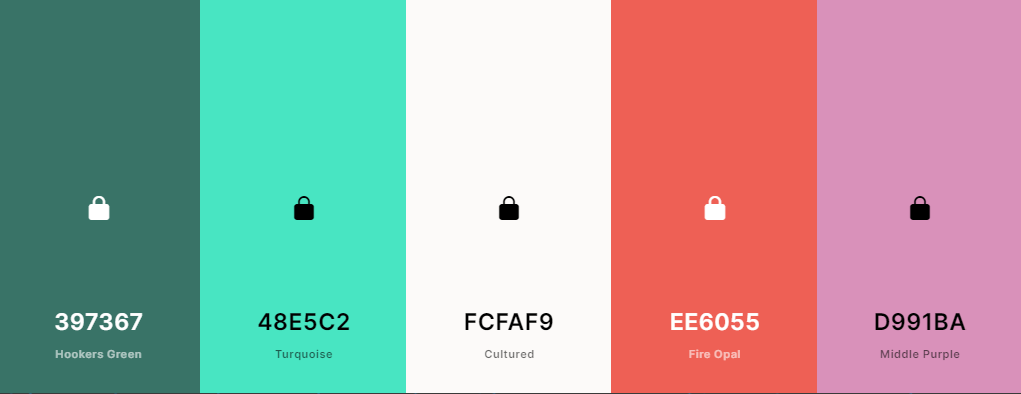 397367
Hookers Green
48E5C2
Turquoise
FCFAF9
Cultured
EE6055
Fire Opal
D991BA
Middle Purple